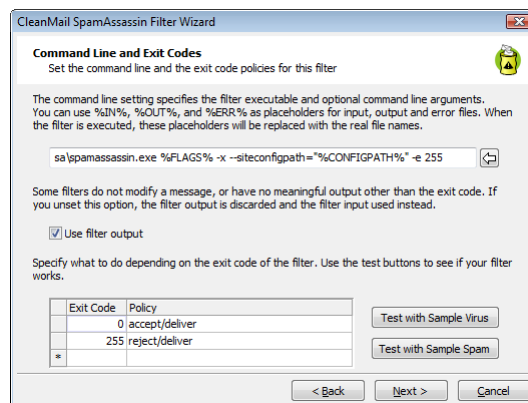 CleanMail SpamAssassin Filter Wizard
Command Line and Exit Codes
Set the command line and the exit code policies for this filter
The command line setting specifies the filter executable and optional command line arguments.
You can use %IN%, %OUT%, and %ERR% as placeholders for input, output and error files. When
the filter is executed, these placeholders will be replaced with the real file names.
sa\spamassassin.exe %FLAGS% -x --siteconfigpath="%CONFIGPATH%" -e 255
Some filters do not modify a message, or have no meaningful output other than the exit code. If
you unset this option, the filter output is discarded and the filter input used instead.
Use filter output
Specify what to do depending on the exit code of the filter. Use the test buttons to see if your filter
works.
Exit Code Policy
0 accept/deliver
255 reject/deliver
*
Test with Sample Virus
Test with Sample Spam
< Back Next > Cancel